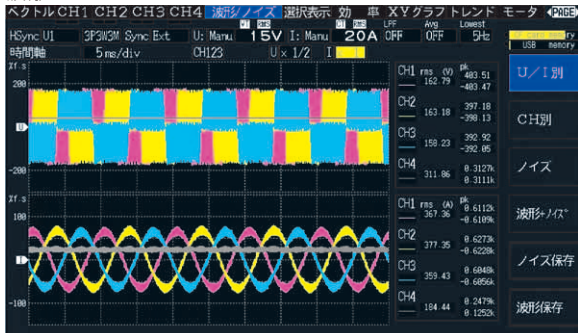 ベクトル CH1 CH2 CH3 CH4 波形/ノイズ 選択表示 効 率 XYグラフ トレンド モータ PAGE
LPF Avg Lowest
HSync U1 3P3W3M Sync Ext U: Manu 15V I: Manu 20A OFF OFF 5Hz
USB memory
時間軸 5 ms/div CH123 U × 1/2 I
Xf.s
200
U
-200
CH1 rms (V) pk
162.79 403.51
-403.47
CH2 397.18
163.18 -398.13
CH3 392.92
158.23 -392.05
CH4 0.3127k
311.86 0.3111k
Xf.s
100
I
-100
CH1 rms (A) pk
367.36 0.6112k
-0.6109k
CH2 0.6273k
377.35 -0.6228k
CH3 0.6048k
359.43 -0.6056k
CH4 0.2479k
184.44 0.1252k
U/I別
CH別
ノイズ
波形+ノイズ
ノイズ保存
波形保存